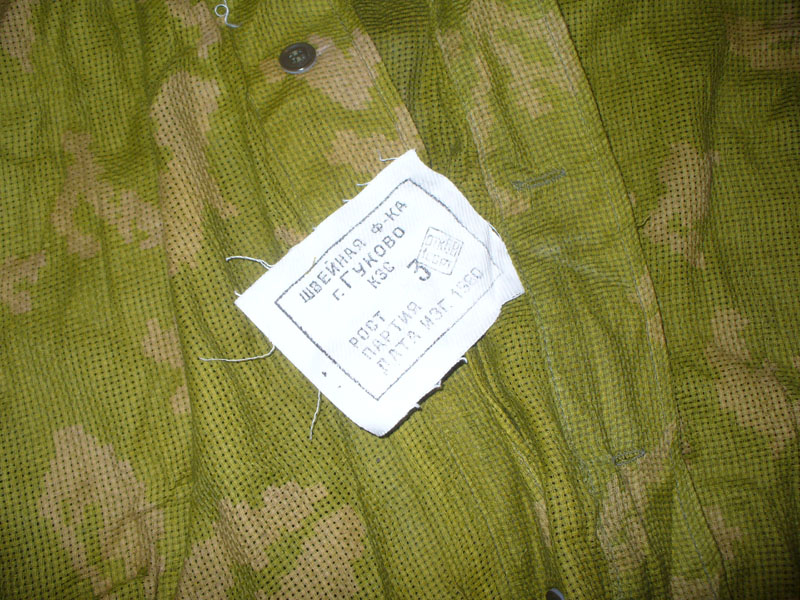 ШВЕЙНАЯ Ф-КА
г. ГУКОВО
КЗС
3
РОСТ
ПАРТИЯ
ДАТА ИЗГ. 1990